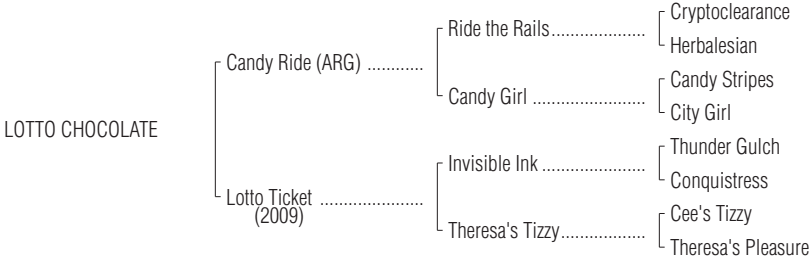 Cryptoclearance
Ride the Rails....................
Herbalesian
Candy Ride (ARG) ............
Candy Stripes
Candy Girl ........................
City Girl
LOTTO CHOCOLATE
Thunder Gulch
Invisible Ink ......................
Conquistress
Lotto Ticket ......................
(2009)
Cee's Tizzy
Theresa's Tizzy..................
Theresa's Pleasure